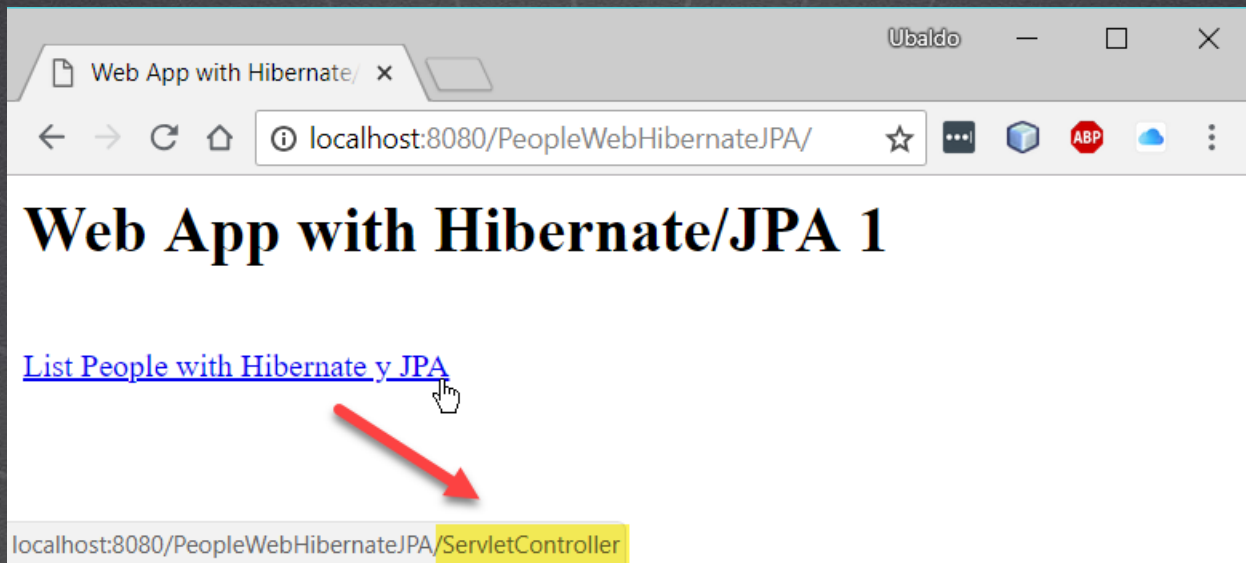 Ubaldo
Web App with Hibernate/
localhost:8080/PeopleWebHibernateJPA/
ABP
Web App with Hibernate/JPA 1
List People with Hibernate y JPA
localhost:8080/PeopleWebHibernateJPA/ServletController